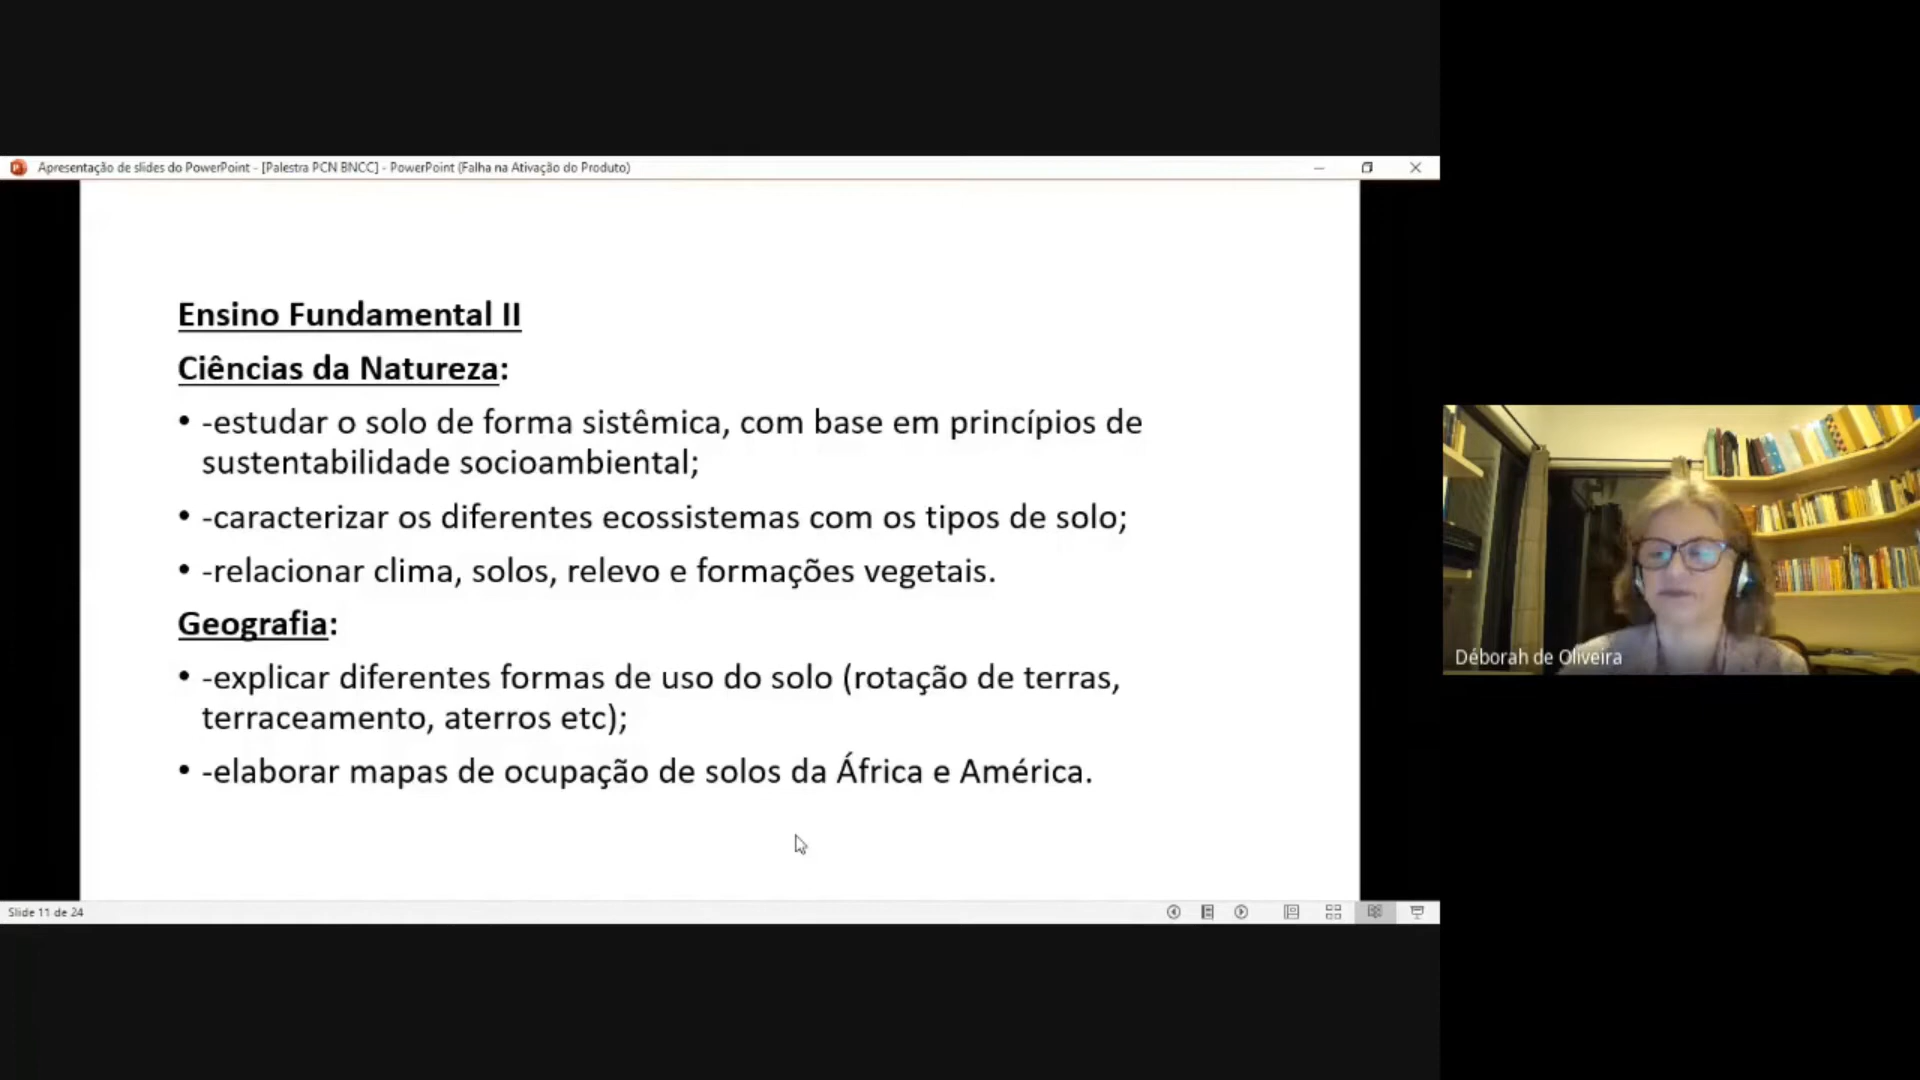 Apresentação de slides do PowerPoint - [Palestra PCN BNCC] - PowerPoint (Falha na Ativação do Produto)
Ensino Fundamental II
Ciências da Natureza:
• -estudar o solo de forma sistêmica, com base em princípios de
sustentabilidade socioambiental;
• -caracterizar os diferentes ecossistemas com os tipos de solo;
• -relacionar clima, solos, relevo e formações vegetais.
Geografia:
• -explicar diferentes formas de uso do solo (rotação de terras,
terraceamento, aterros etc);
• -elaborar mapas de ocupação de solos da África e América.
Déborah de Oliveira
Slide 11 de 24